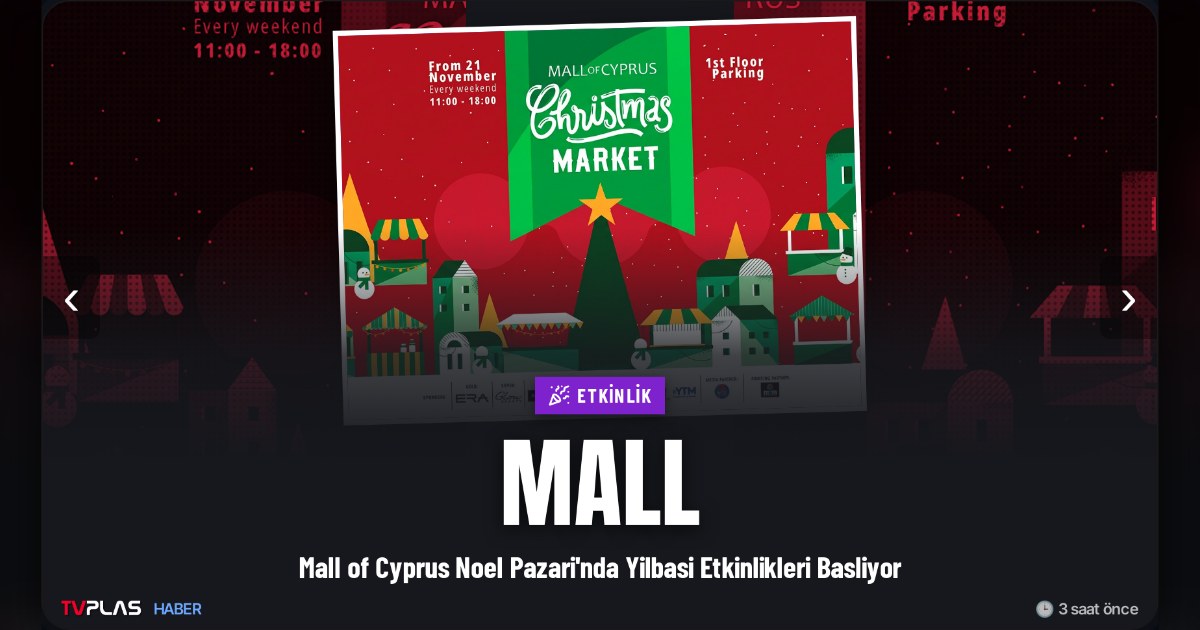 November
Every weekend
11:00 - 18:00
Parking
From 21
November
Every weekend
11:00 - 18:00
MALL OF CYPRUS
Christmas
MARKET
1st Floor
Parking
ERA
ETKİNLİK
MALL
Mall of Cyprus Noel Pazari'nda Yilbasi Etkinlikleri Basliyor
TVPLAS HABER
3 saat önce